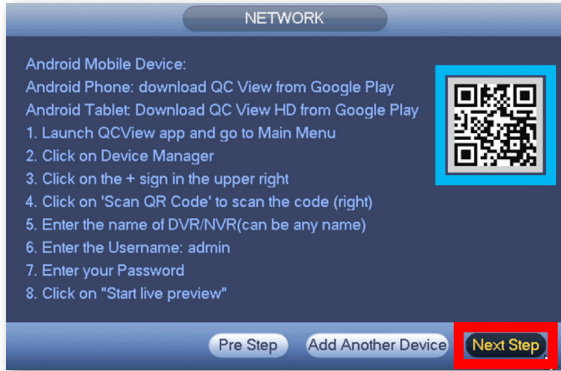 NETWORK
Android Mobile Device:
Android Phone: download QC View from Google Play
Android Tablet: Download QC View HD from Google Play
1. Launch QCView app and go to Main Menu
2. Click on Device Manager
3. Click on the + sign in the upper right
4. Click on 'Scan QR Code' to scan the code (right)
5. Enter the name of DVR/NVR(can be any name)
6. Enter the Username: admin
7. Enter your Password
8. Click on "Start live preview"
Pre Step Add Another Device Next Step